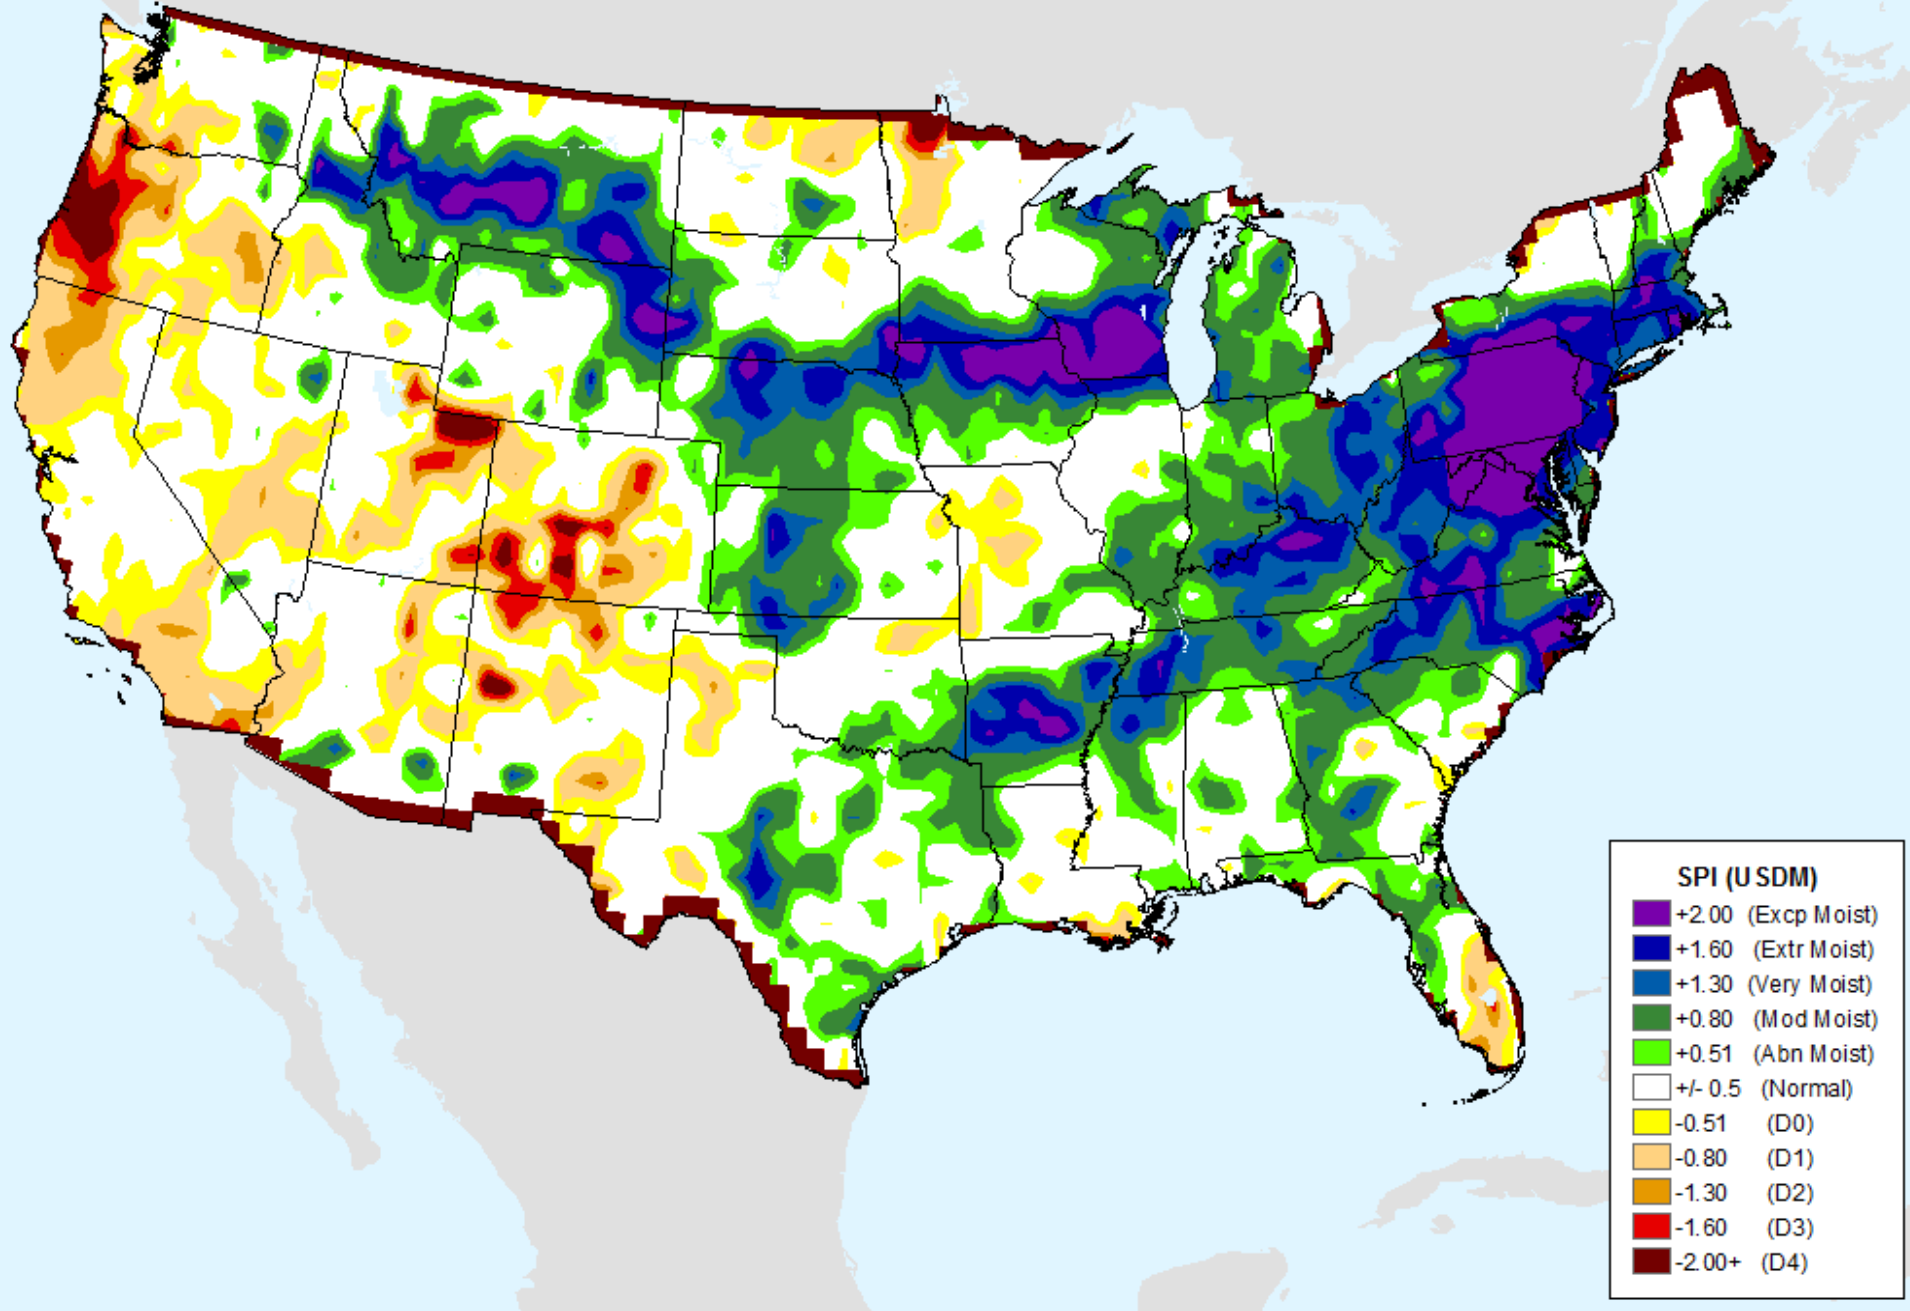 SPI (USDM)
+2.00 (Excp Moist)
+1.60 (Extr Moist)
+1.30 (Very Moist)
+0.80 (Mod Moist)
+0.51 (Abn Moist)
+/- 0.5 (Normal)
-0.51 (D0)
-0.80 (D1)
-1.30 (D2)
-1.60 (D3)
-2.00+ (D4)